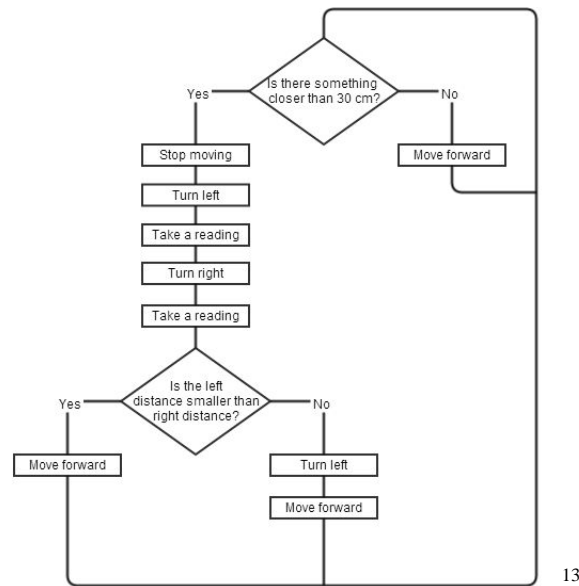 Is there something
closer than 30 cm?
Yes
No
Stop moving
Move forward
Turn left
Take a reading
Turn right
Take a reading
Is the left
distance smaller than
right distance?
Yes
No
Move forward
Turn left
Move forward
13